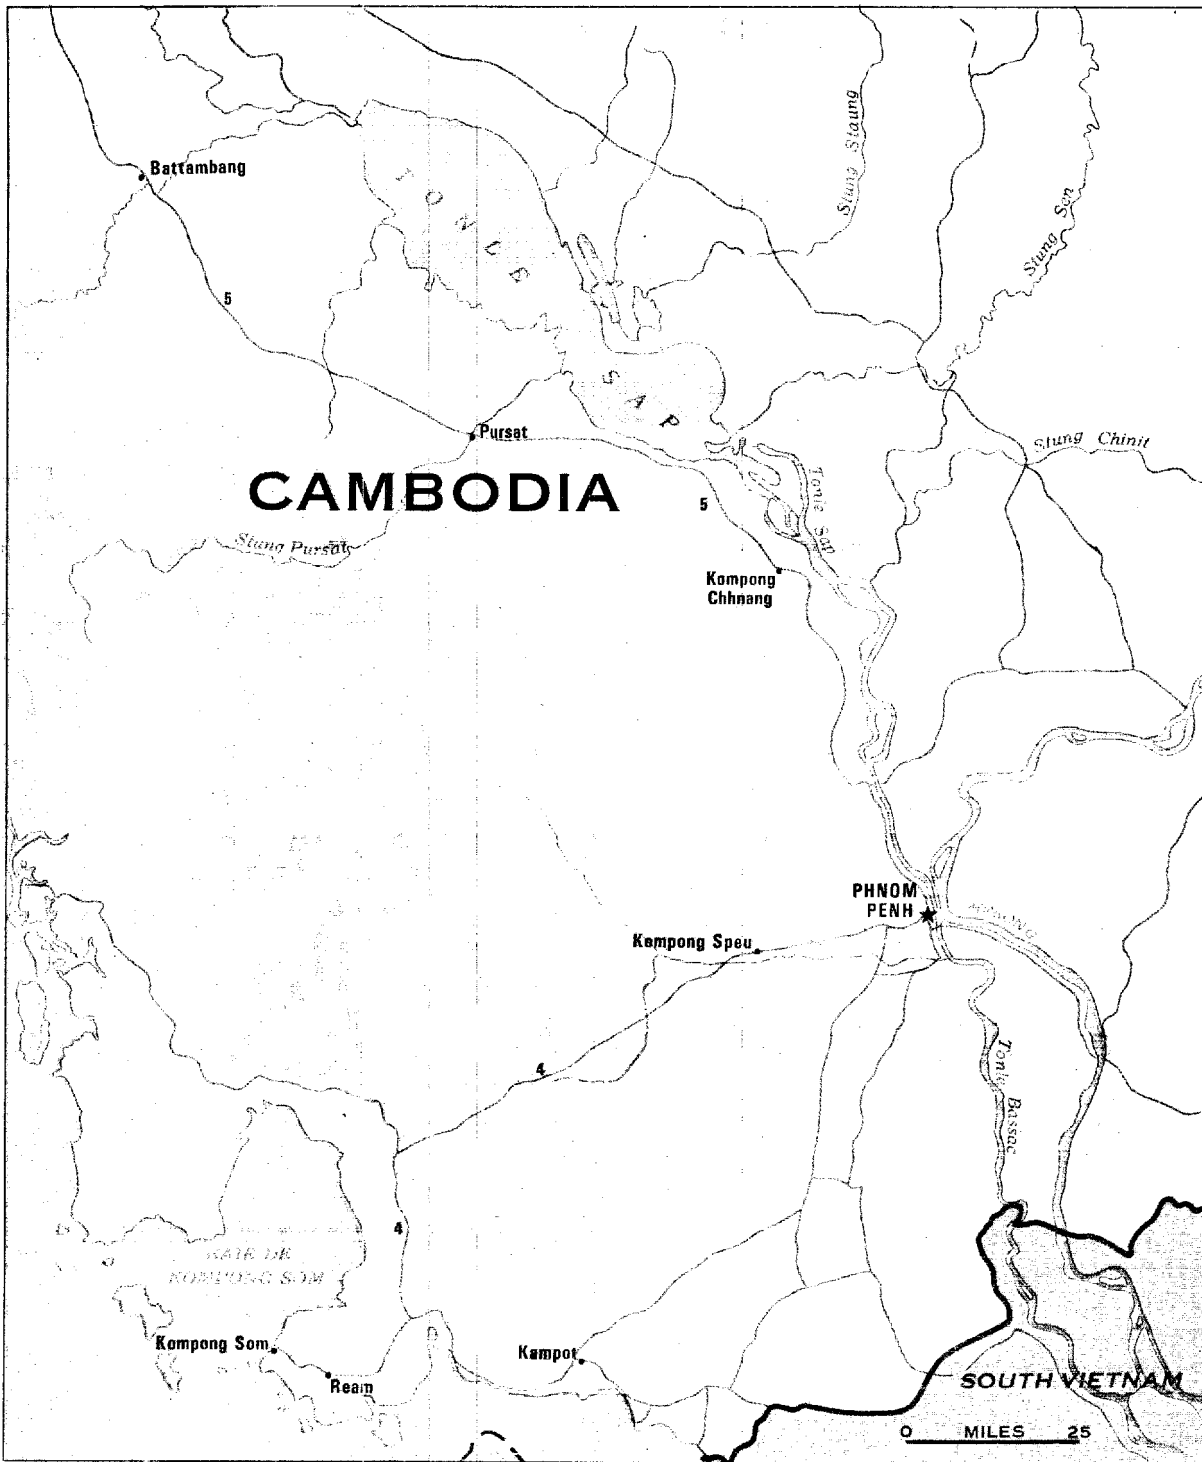 Battambang
Stung Staung
Stung Sen
TONLE
SAP
5
Pursat
Stung Chinit
CAMBODIA
5
Tonle Sap
Stung Pursat
Kompong
Chhnang
PHNOM
PENH
MEKONG
Kompong Speu
4
Tonle Bassac
4
BAIE DE
KOMPONG SOM
Kompong Som
Kampot
Ream
SOUTH VIETNAM
0 MILES 25